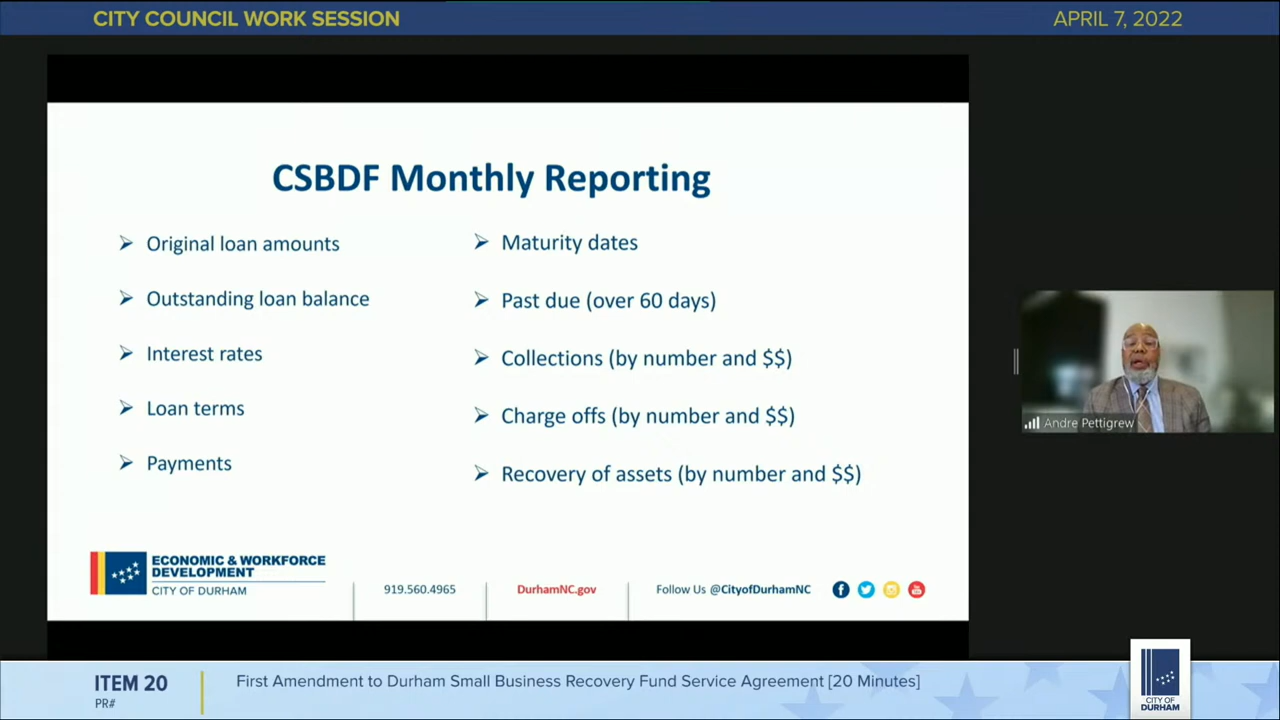 CITY COUNCIL WORK SESSION
APRIL 7, 2022
CSBDF Monthly Reporting
Original loan amounts
Outstanding loan balance
Interest rates
Loan terms
Payments
Maturity dates
Past due (over 60 days)
Collections (by number and $$)
Charge offs (by number and $$)
Recovery of assets (by number and $$)
ECONOMIC & WORKFORCE
DEVELOPMENT
CITY OF DURHAM
919.560.4965
DurhamNC.gov
Follow Us @CityofDurhamNC
Andre Pettigrew
ITEM 20
PR#
First Amendment to Durham Small Business Recovery Fund Service Agreement [20 Minutes]
CITY OF
DURHAM